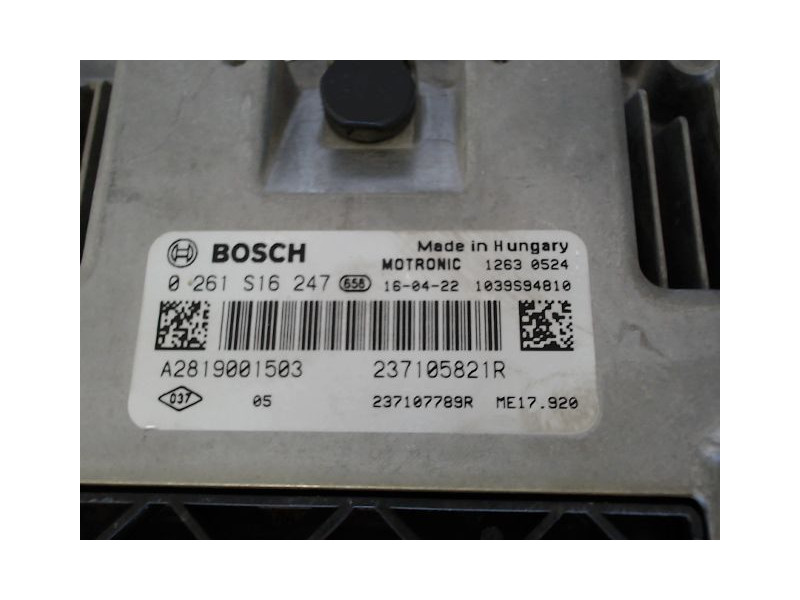 BOSCH
Made in Hungary
MOTRONIC 1263 0524
0 261 S16 247 658 16-04-22 1039S94810
A2819001503 237105821R
037 05 237107789R ME17.920